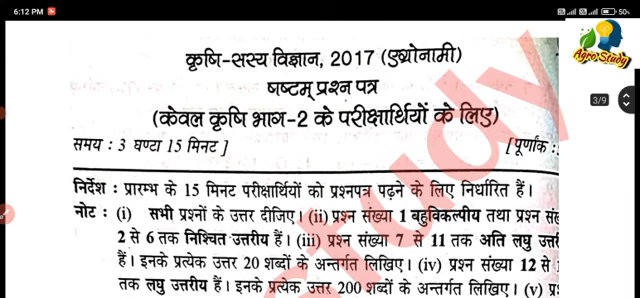 6:12 PM
50%
Agro Study
3/9
कृषि-सस्य विज्ञान, 2017 (एग्रोनामी)
षष्टम् प्रश्न पत्र
(केवल कृषि भाग-2 के परीक्षार्थियों के लिए)
समय : 3 घण्टा 15 मिनट ] [ पूर्णांक :
निर्देश : प्रारम्भ के 15 मिनट परीक्षार्थियों को प्रश्नपत्र पढ़ने के लिए निर्धारित हैं।
नोट : (i) सभी प्रश्नों के उत्तर दीजिए। (ii) प्रश्न संख्या 1 बहुविकल्पीय तथा प्रश्न
2 से 6 तक निश्चित उत्तरीय हैं। (iii) प्रश्न संख्या 7 से 11 तक अति लघु
हैं। इनके प्रत्येक उत्तर 20 शब्दों के अन्तर्गत लिखिए। (iv) प्रश्न संख्या 12 से
तक लघु उत्तरीय हैं। इनके प्रत्येक उत्तर 200 शब्दों के अन्तर्गत लिखिए। (v)